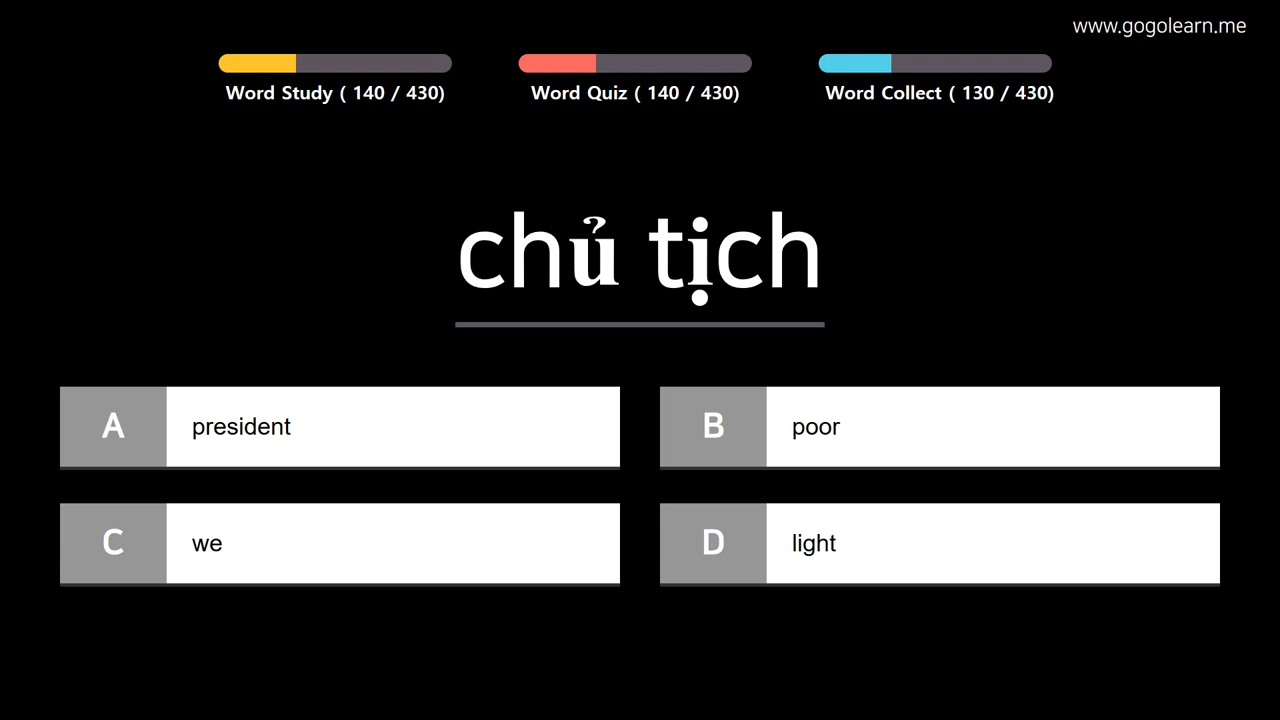 www.gogolearn.me
Word Study ( 140 / 430)
Word Quiz ( 140 / 430)
Word Collect ( 130 / 430)
chủ tịch
A president
B poor
C we
D light